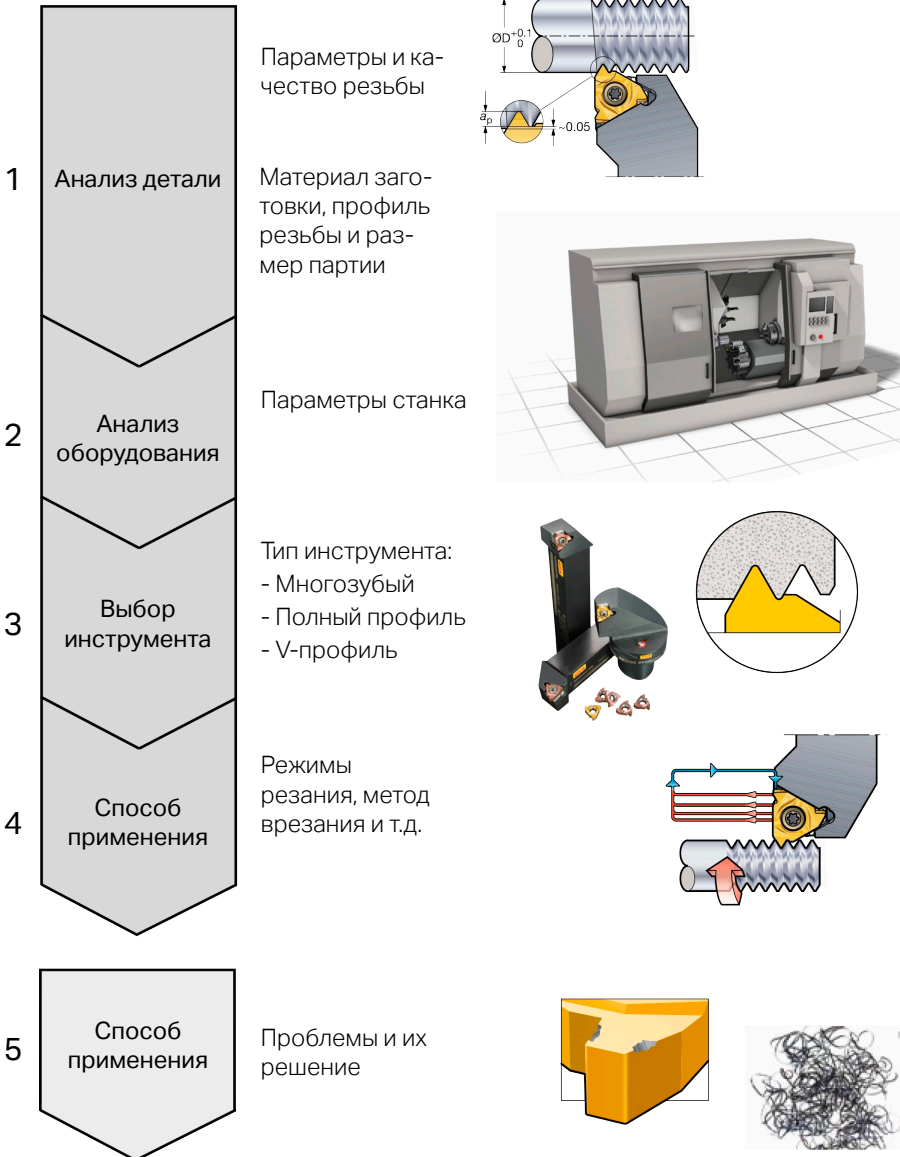 Параметры и ка-
чество резьбы
ØD+0.1 0
ap
~0.05
1
Анализ детали
Материал заго-
товки, профиль
резьбы и раз-
мер партии
2
Анализ
оборудования
Параметры станка
3
Выбор
инструмента
Тип инструмента:
- Многозубый
- Полный профиль
- V-профиль
4
Способ
применения
Режимы
резания, метод
врезания и т.д.
5
Способ
применения
Проблемы и их
решение